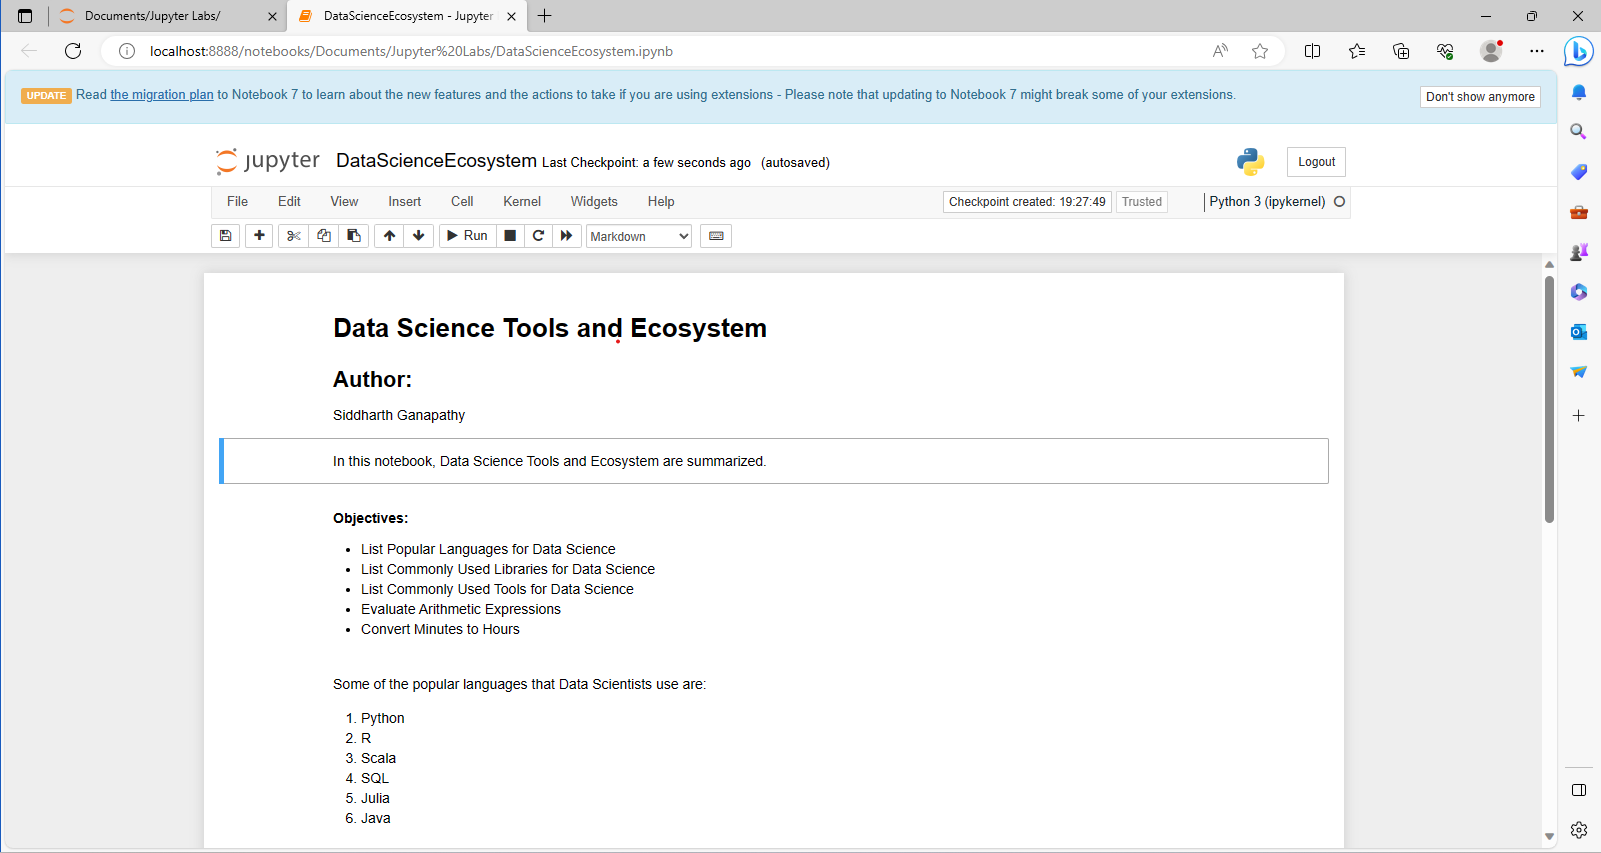 Documents/Jupyter Labs/
DataScienceEcosystem - Jupyter
localhost:8888/notebooks/Documents/Jupyter%20Labs/DataScienceEcosystem.ipynb
UPDATE Read the migration plan to Notebook 7 to learn about the new features and the actions to take if you are using extensions - Please note that updating to Notebook 7 might break some of your extensions.
Don't show anymore
jupyter DataScienceEcosystem Last Checkpoint: a few seconds ago (autosaved)
Logout
File Edit View Insert Cell Kernel Widgets Help
Checkpoint created: 19:27:49 Trusted Python 3 (ipykernel)
Run Markdown
Data Science Tools and Ecosystem
Author:
Siddharth Ganapathy
In this notebook, Data Science Tools and Ecosystem are summarized.
Objectives:
• List Popular Languages for Data Science
• List Commonly Used Libraries for Data Science
• List Commonly Used Tools for Data Science
• Evaluate Arithmetic Expressions
• Convert Minutes to Hours
Some of the popular languages that Data Scientists use are:
1. Python
2. R
3. Scala
4. SQL
5. Julia
6. Java